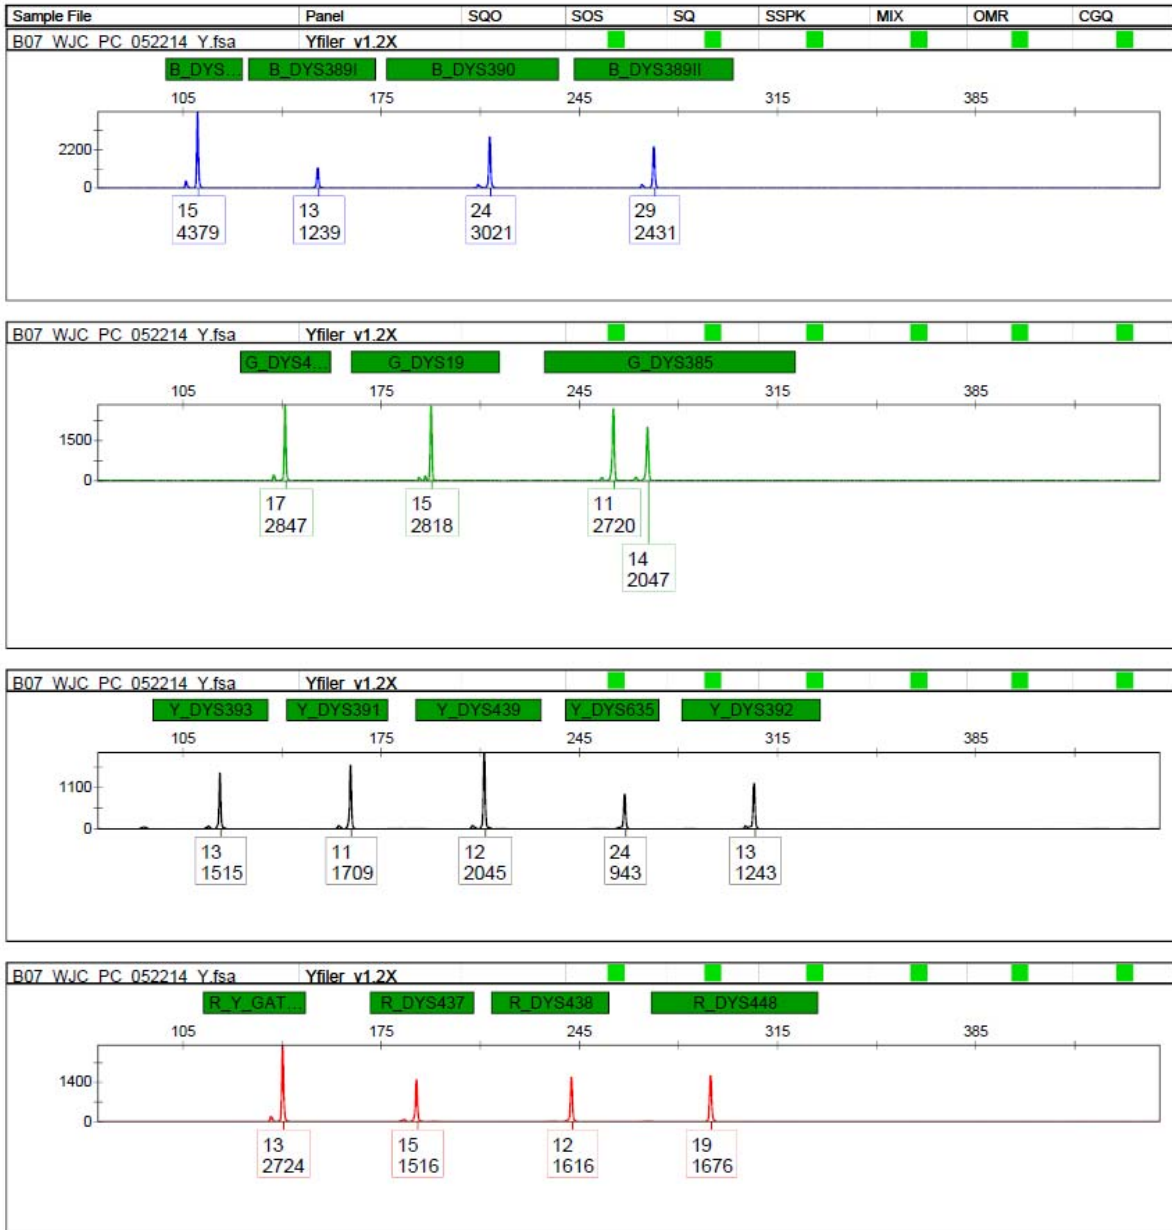 Sample File Panel SQO SOS SQ SSPK MIX OMR CGQ
B07_WJC_PC_052214_Y.fsa Yfiler_v1.2X
B_DYS... B_DYS389I B_DYS390 B_DYS389II
105 175 245 315 385
2200
0
15 13 24 29
4379 1239 3021 2431
B07_WJC_PC_052214_Y.fsa Yfiler_v1.2X
G_DYS4... G_DYS19 G_DYS385
105 175 245 315 385
1500
0
17 15 11
2847 2818 2720
14
2047
B07_WJC_PC_052214_Y.fsa Yfiler_v1.2X
Y_DYS393 Y_DYS391 Y_DYS439 Y_DYS635 Y_DYS392
105 175 245 315 385
1100
0
13 11 12 24 13
1515 1709 2045 943 1243
B07_WJC_PC_052214_Y.fsa Yfiler_v1.2X
R_Y_GAT... R_DYS437 R_DYS438 R_DYS448
105 175 245 315 385
1400
0
13 15 12 19
2724 1516 1616 1676